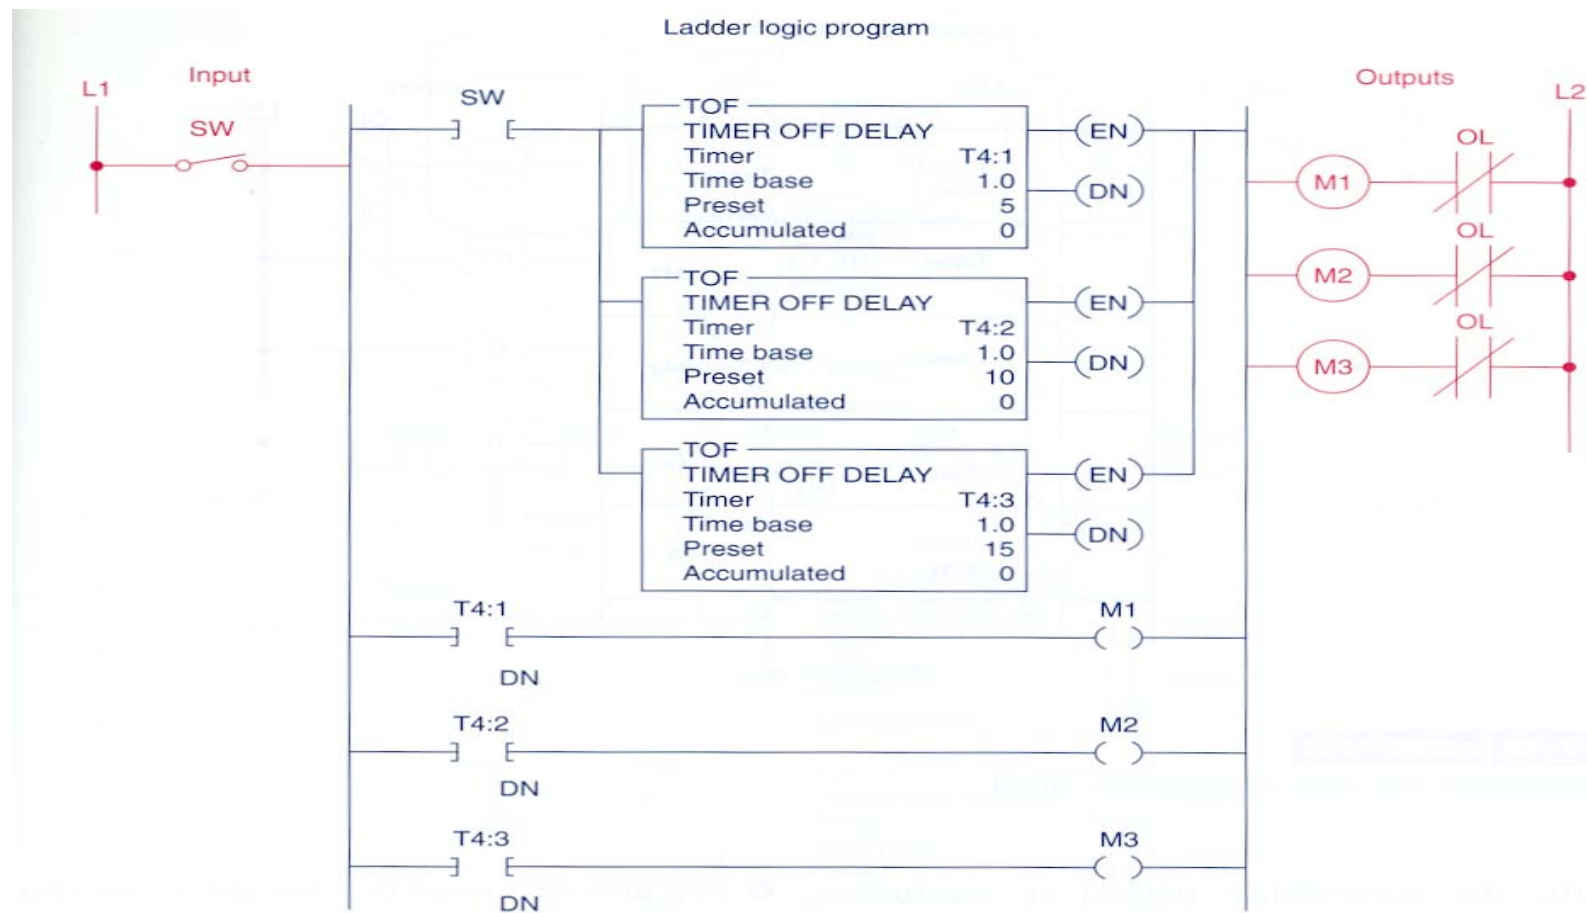 Ladder logic program
Input
Outputs
L1
L2
SW
SW
OL
M1
OL
M2
OL
M3
TOF
TIMER OFF DELAY
Timer T4:1
Time base 1.0
Preset 5
Accumulated 0
EN
DN
TOF
TIMER OFF DELAY
Timer T4:2
Time base 1.0
Preset 10
Accumulated 0
EN
DN
TOF
TIMER OFF DELAY
Timer T4:3
Time base 1.0
Preset 15
Accumulated 0
EN
DN
T4:1
DN
M1
T4:2
DN
M2
T4:3
DN
M3